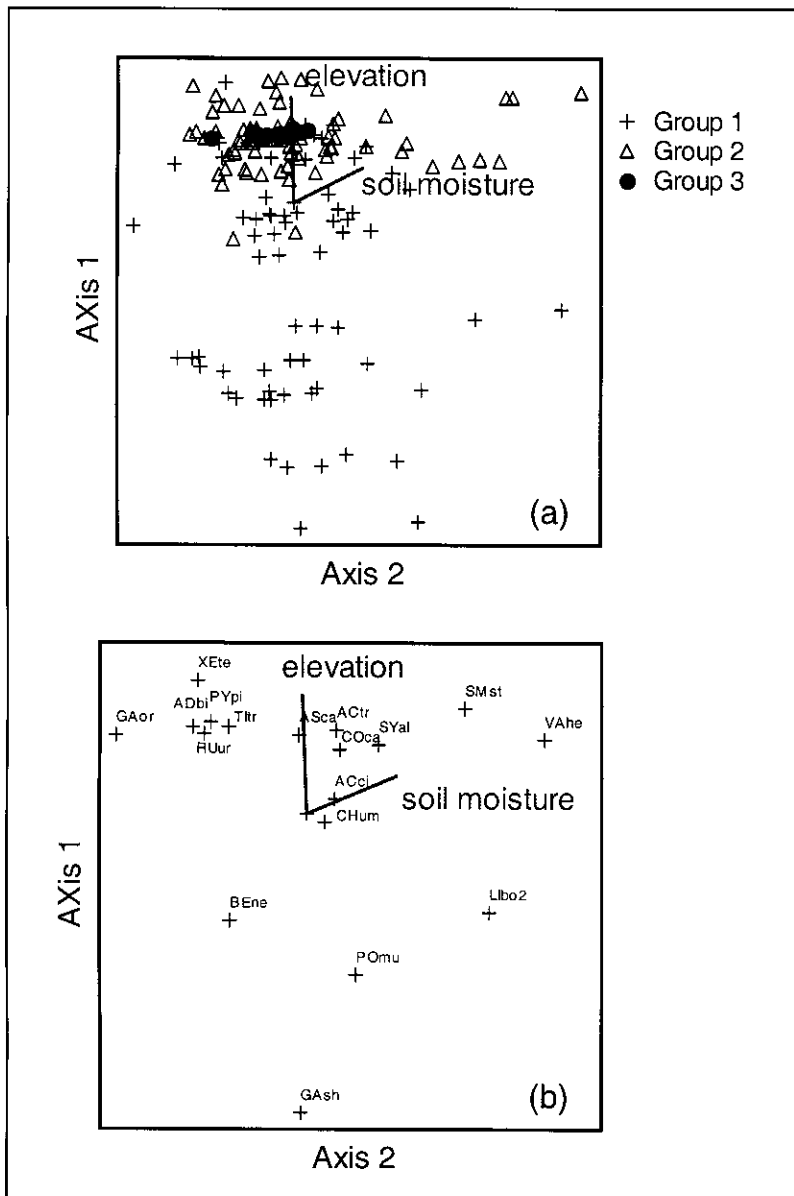 elevation
soil moisture
+ Group 1
△ Group 2
● Group 3
AXis 1
(a)
Axis 2
XEte
elevation
SMst
ADbi
PYpi
GAor
TItr
ASca
ACtr
VAhe
RUur
COca
SYal
ACci
soil moisture
CHum
AXis 1
BEne
LIbo2
POmu
GAsh
(b)
Axis 2